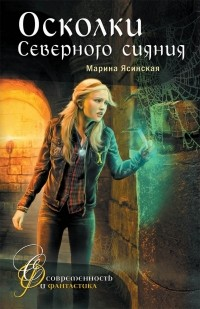 Осколки
Северного сияния
Марина Ясинская
современность
и фантастика